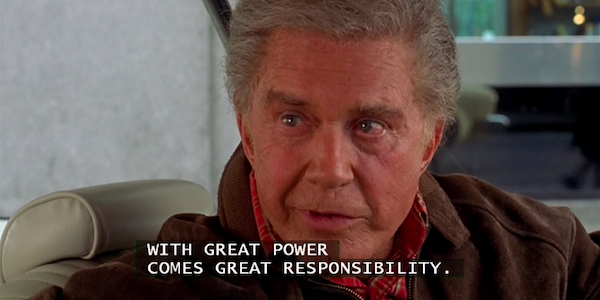 WITH GREAT POWER
COMES GREAT RESPONSIBILITY.